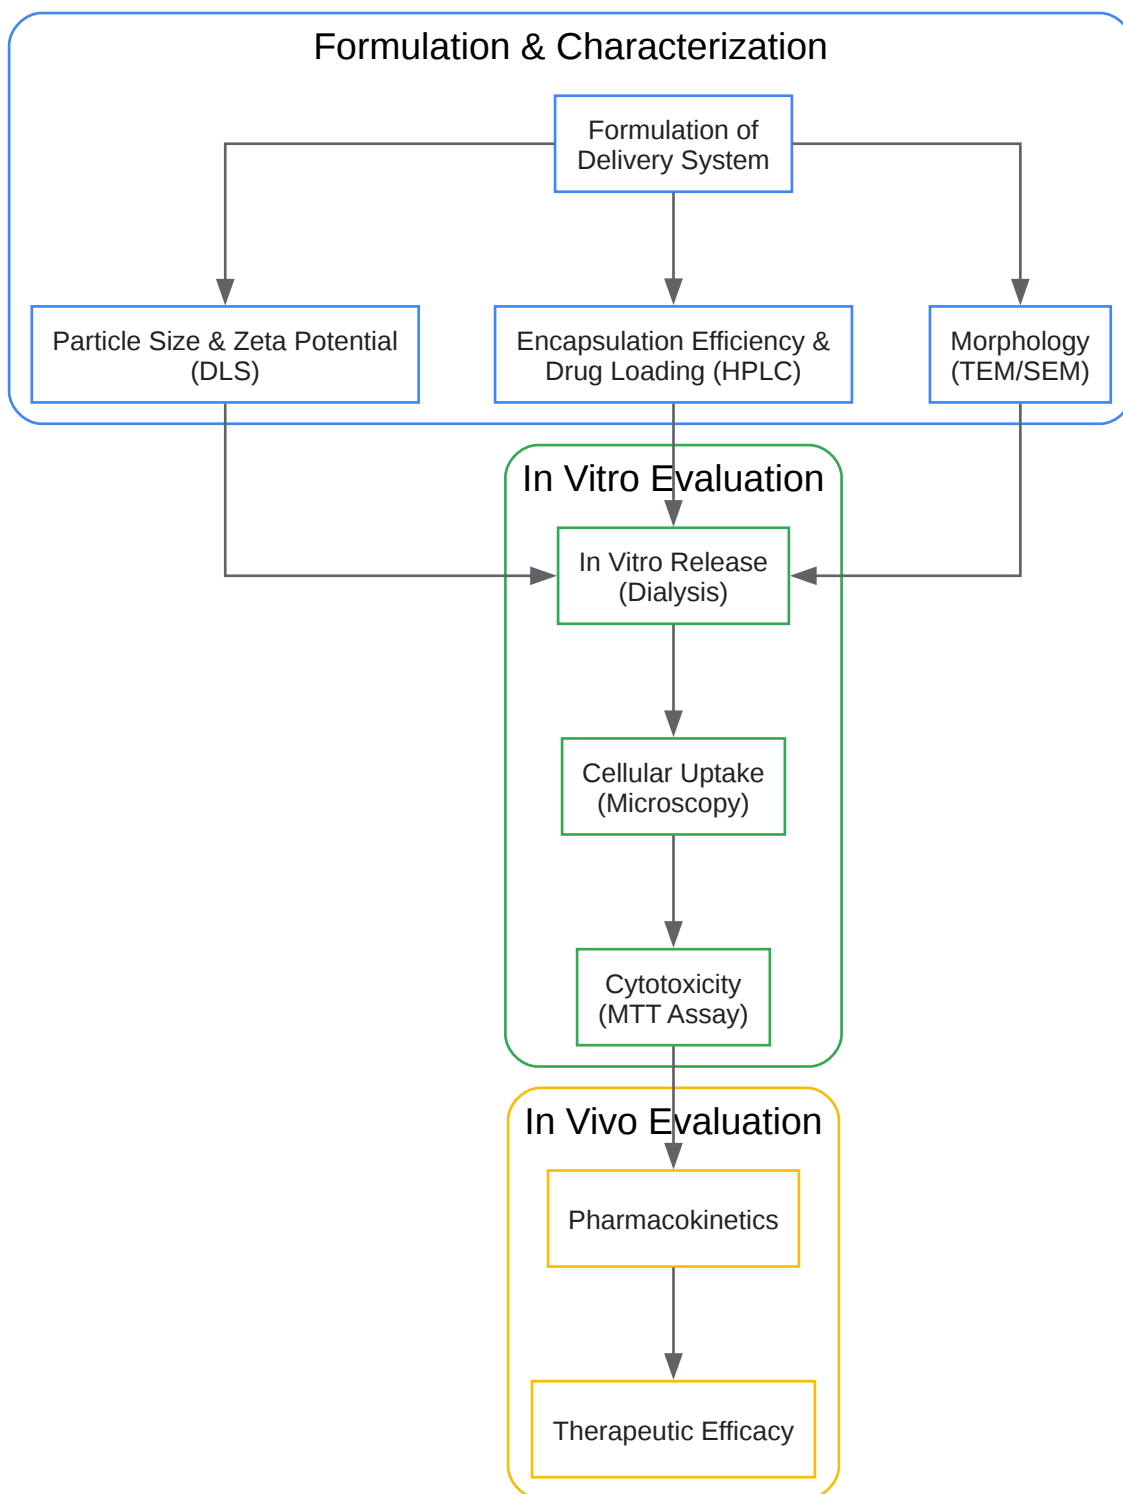 Formulation & Characterization
Formulation of
Delivery System
Particle Size & Zeta Potential
(DLS)
Encapsulation Efficiency &
Drug Loading (HPLC)
Morphology
(TEM/SEM)
In Vitro Evaluation
In Vitro Release
(Dialysis)
Cellular Uptake
(Microscopy)
Cytotoxicity
(MTT Assay)
In Vivo Evaluation
Pharmacokinetics
Therapeutic Efficacy